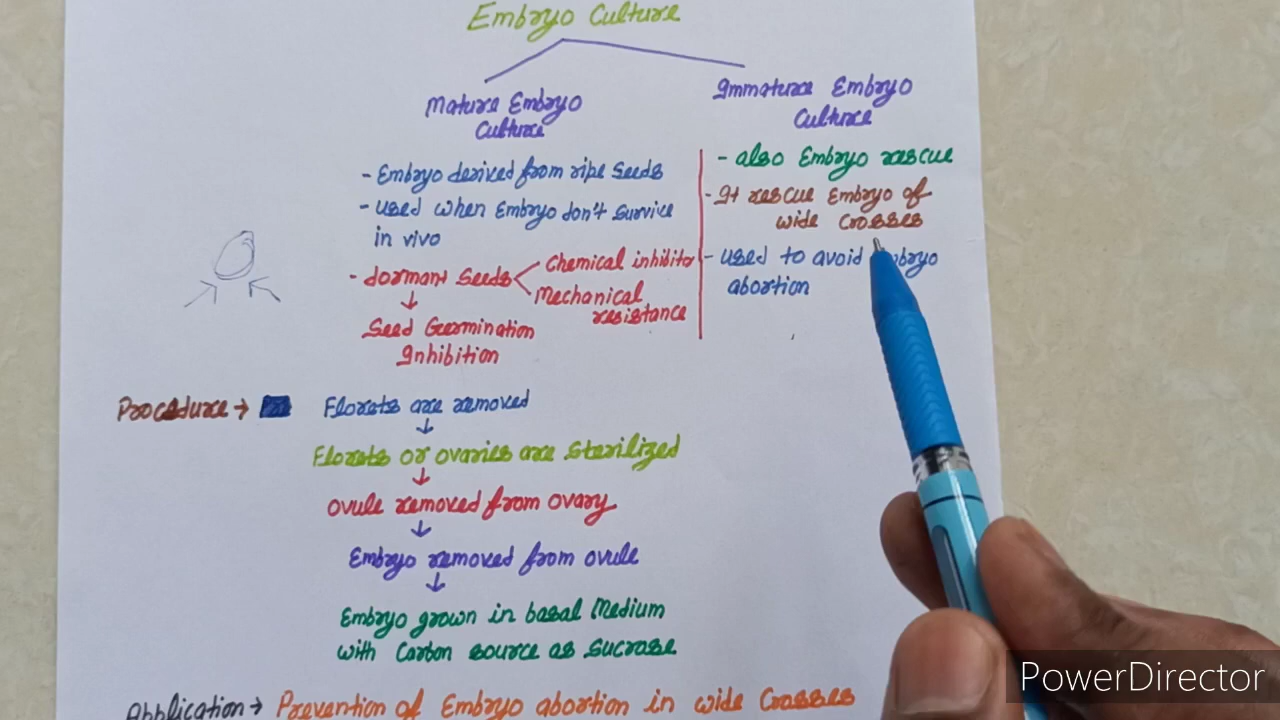 Embryo Culture
Mature Embryo
Culture
- Embryo derived from ripe Seeds
- used when Embryo don't survive
in vivo
- dormant Seeds
Chemical inhibitor
Mechanical
resistance
↓
Seed Germination
Inhibition
Immature Embryo
Culture
- also Embryo rescue
- It rescue Embryo of
wide Crosses
- used to avoid Embryo
abortion
Procedure →
Florets are removed
↓
Florets or ovaries are Sterilized
↓
Ovule removed from ovary
↓
Embryo removed from ovule
↓
Embryo grown in basal Medium
with Carbon source as Sucrase
Application → Prevention of Embryo abortion in wide Crosses
PowerDirector